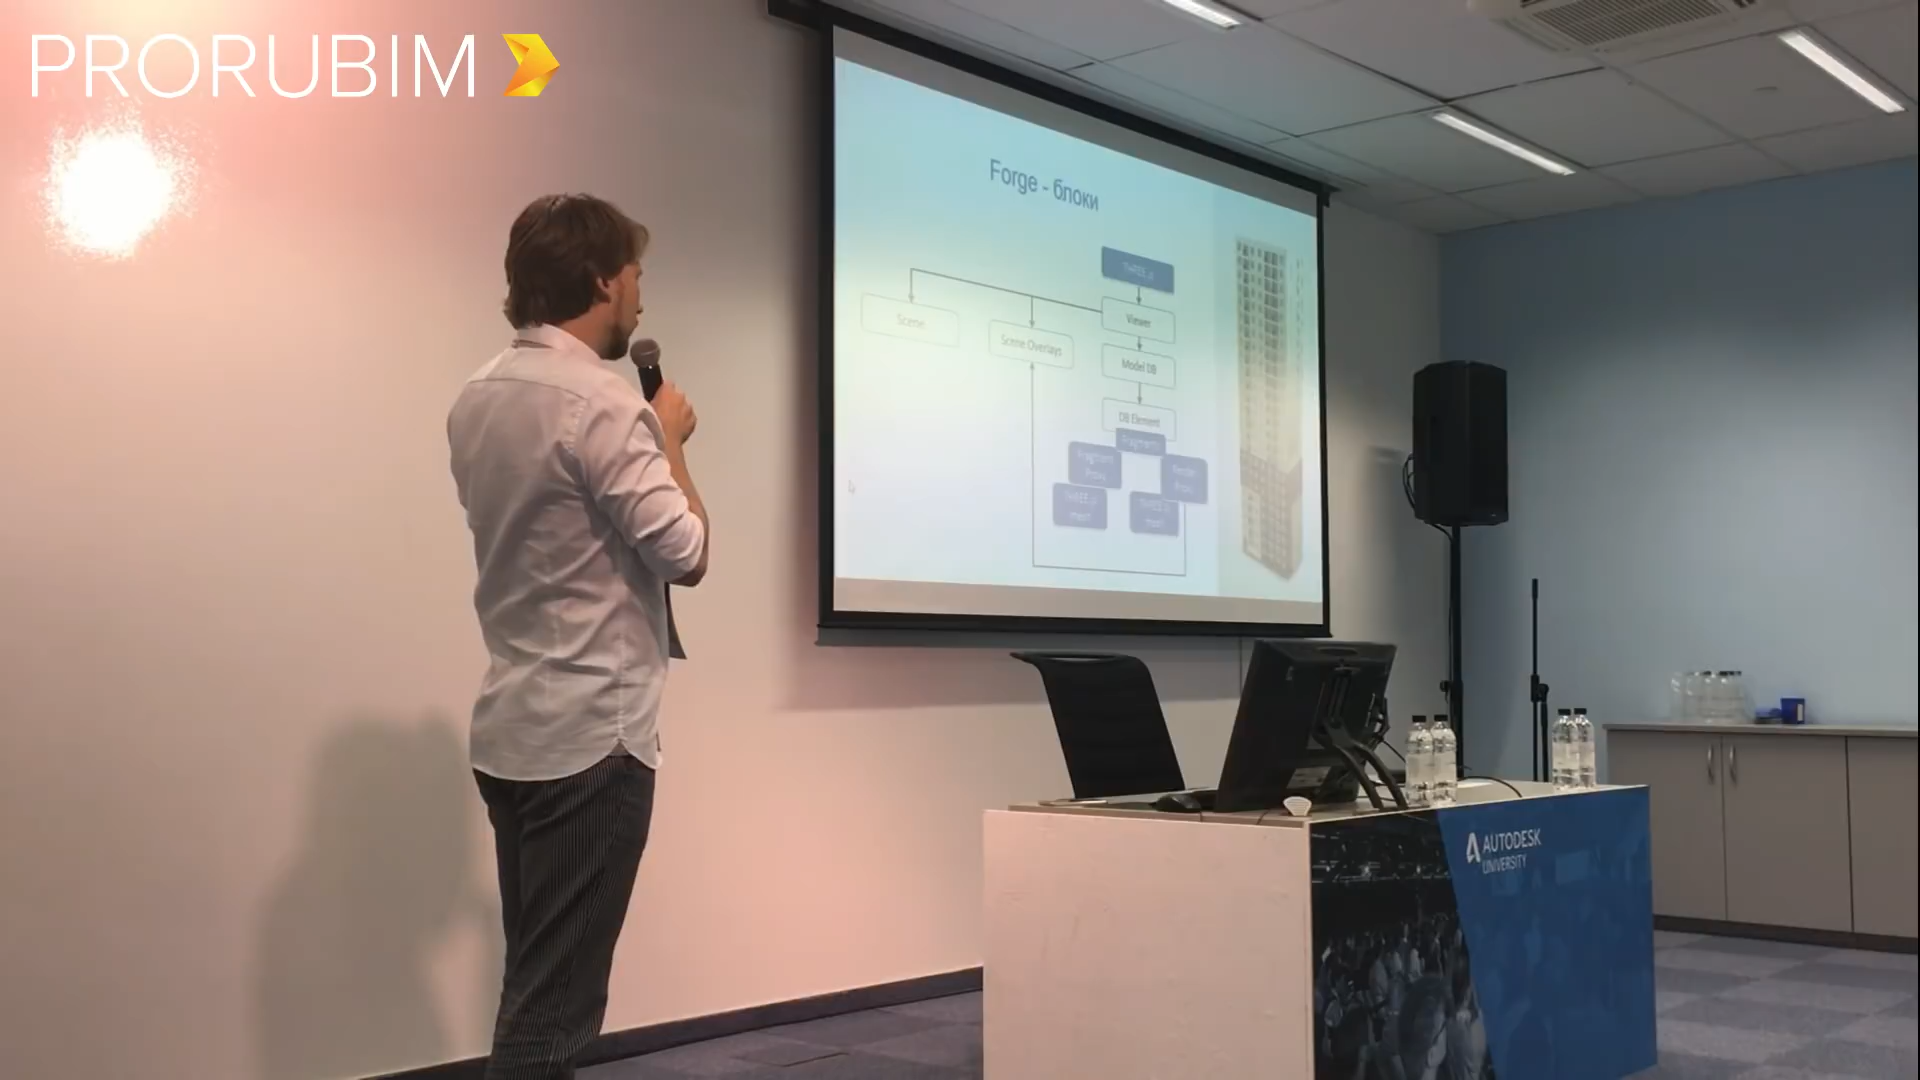 PRORUBIM
Forge - блоки
THREE.js
Viewer
Scene
Scene Overlays
Model DB
DB Element
Fragments
Fragment
Proxy
Render
Proxy
THREE.js
mesh
THREE.js
mesh
AUTODESK
UNIVERSITY